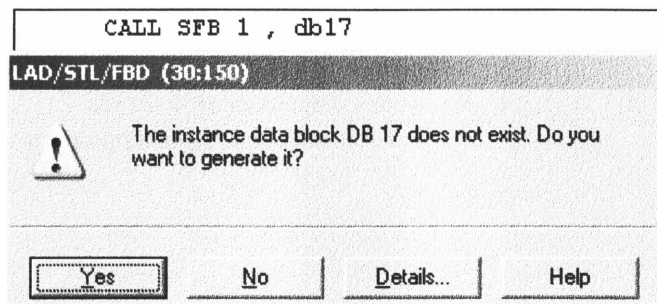 CALL SFB 1 , db17
LAD/STL/FBD (30:150)
The instance data block DB 17 does not exist. Do you
want to generate it?
Yes No Details... Help